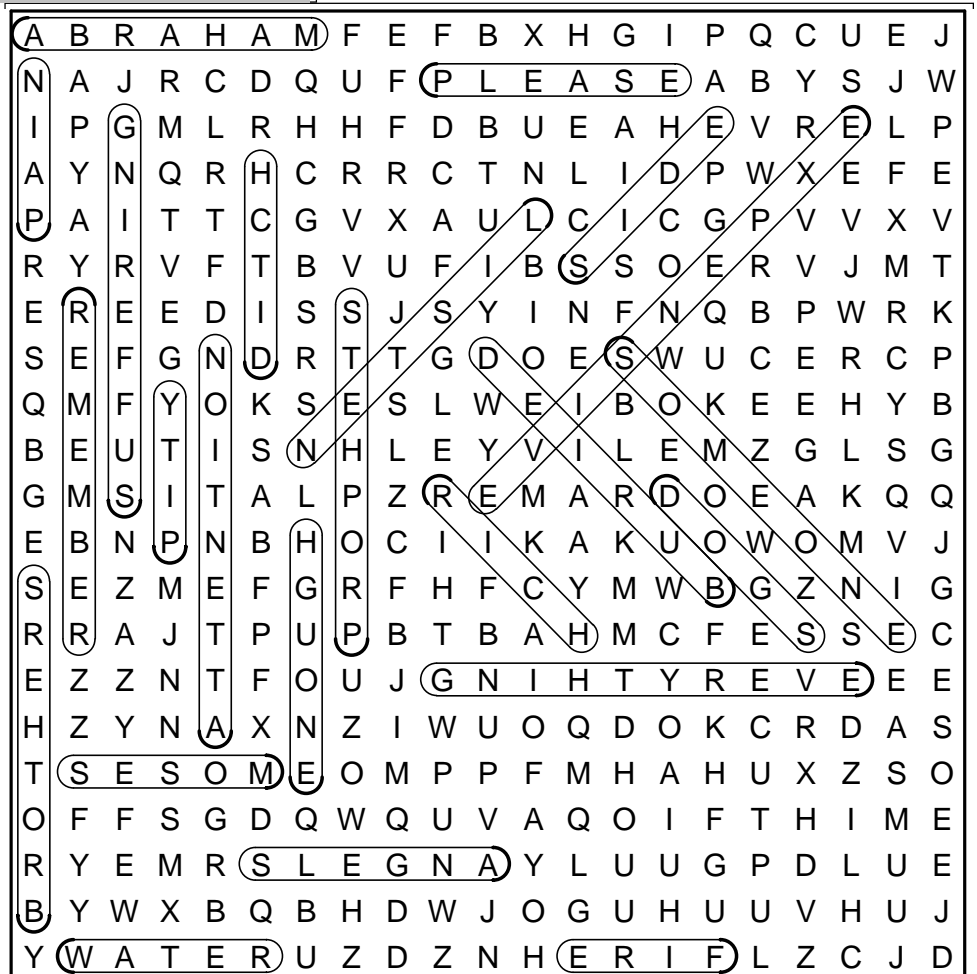 A B R A H A M F E F B X H G I P Q C U E J
N A J R C D Q U F P L E A S E A B Y S J W
I P G M L R H H F D B U E A H E V R E L P
A Y N Q R H C R R C T N L I D P W X E F E
P A I T T C G V X A U L C I C G P V V X V
R Y R V F T B V U F I B S S O E R V J M T
E R E E D I S S J S Y I N F N Q B P W R K
S E F G N D R T T G D O E S W U C E R C P
Q M F Y O K S E S L W E I B O K E E H Y B
B E U T I S N H L E Y V I L E M Z G L S G
G M S I T A L P Z R E M A R D O E A K Q Q
E B N P N B H O C I I K A K U O W O M V J
S E Z M E F G R F H F C Y M W B G Z N I G
R R A J T P U P B T B A H M C F E S S E C
E Z Z N T F O U J G N I H T Y R E V E E E
H Z Y N A X N Z I W U O Q D O K C R D A S
T S E S O M E O M P P F M H A H U X Z S O
O F F S G D Q W Q U V A Q O I F T H I M E
R Y E M R S L E G N A Y L U U G P D L U E
B Y W X B Q B H D W J O G U H U U V H U J
Y W A T E R U Z D Z N H E R I F L Z C J D